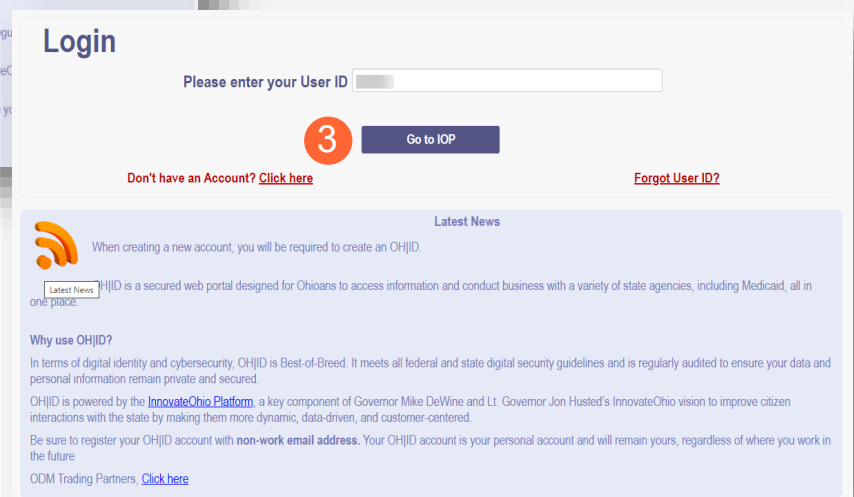 Login
Please enter your User ID
3
Go to IOP
Don't have an Account? Click here
Forgot User ID?
Latest News
When creating a new account, you will be required to create an OH|ID.
Latest News
H|ID is a secured web portal designed for Ohioans to access information and conduct business with a variety of state agencies, including Medicaid, all in
one place.
Why use OH|ID?
In terms of digital identity and cybersecurity, OH|ID is Best-of-Breed. It meets all federal and state digital security guidelines and is regularly audited to ensure your data and
personal information remain private and secured.
OH|ID is powered by the InnovateOhio Platform, a key component of Governor Mike DeWine and Lt. Governor Jon Husted's InnovateOhio vision to improve citizen
interactions with the state by making them more dynamic, data-driven, and customer-centered.
Be sure to register your OH|ID account with non-work email address. Your OH|ID account is your personal account and will remain yours, regardless of where you work in
the future
ODM Trading Partners, Click here